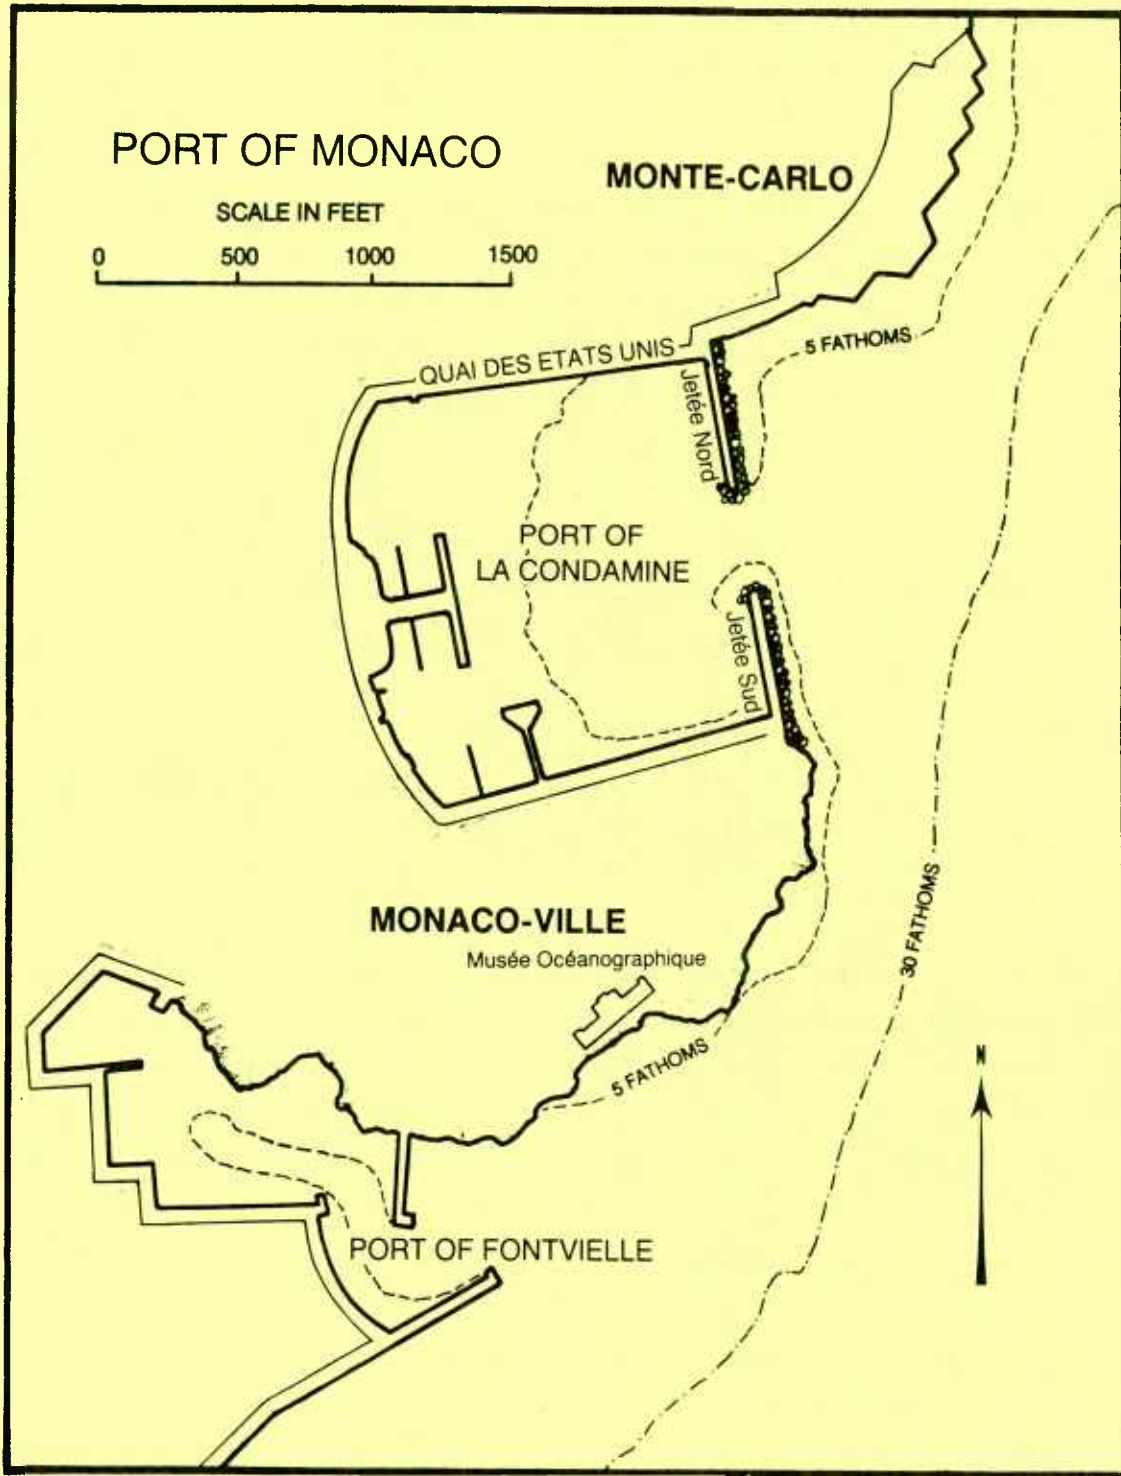 PORT OF MONACO
SCALE IN FEET
0 500 1000 1500
MONTE-CARLO
5 FATHOMS
QUAI DES ETATS UNIS
Jetée Nord
PORT OF
LA CONDAMINE
Jetée Sud
30 FATHOMS
MONACO-VILLE
Musée Océanographique
5 FATHOMS
N
PORT OF FONTVIELLE